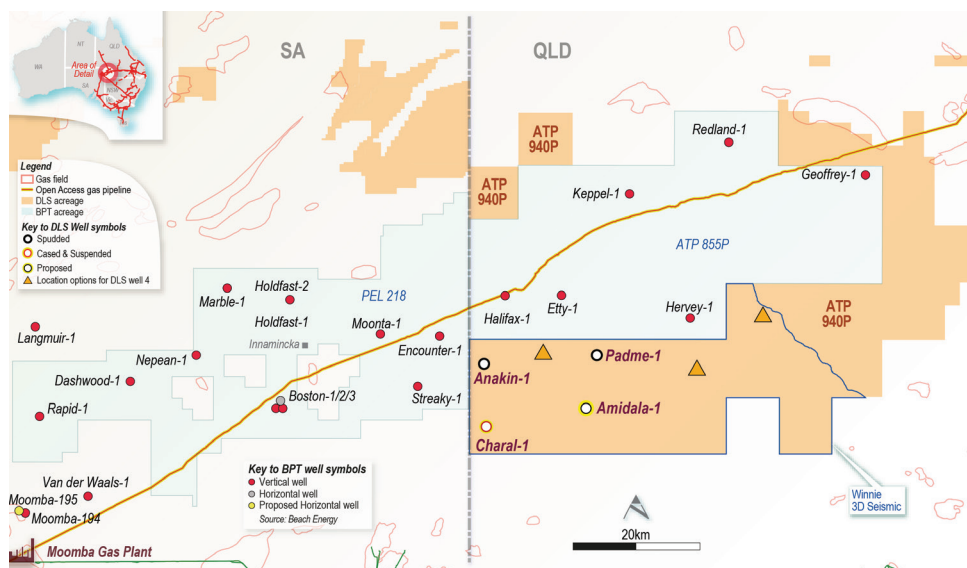 NT
QLD
WA
Area of
Detail
SA
NSW
SA
QLD
ATP
940P
Redland-1
ATP
940P
Keppel-1
Geoffrey-1
Legend
Gas field
Open Access gas pipeline
DLS acreage
BPT acreage
Key to DLS Well symbols
Spudded
Cased & Suspended
Proposed
Location options for DLS well 4
ATP 855P
Marble-1
Holdfast-2
Holdfast-1
PEL 218
Moonta-1
Halifax-1
Etty-1
Hervey-1
ATP
940P
Langmuir-1
Innamincka
Encounter-1
Nepean-1
Dashwood-1
Anakin-1
Padme-1
Rapid-1
Boston-1/2/3
Streaky-1
Amidala-1
Charal-1
Van der Waals-1
Moomba-195
Moomba-194
Key to BPT well symbols
Vertical well
Horizontal well
Proposed Horizontal well
Source: Beach Energy
Winnie
3D Seismic
20km
Moomba Gas Plant